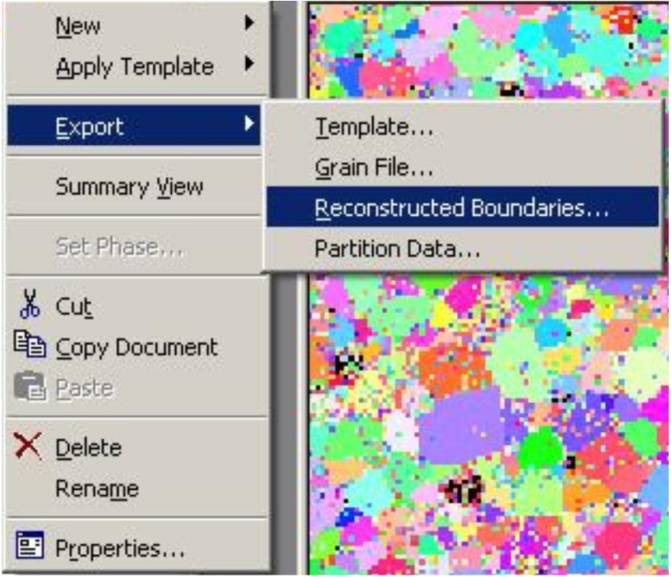 New
Apply Template
Export
Template...
Grain File...
Reconstructed Boundaries...
Partition Data...
Summary View
Set Phase...
Cut
Copy Document
Paste
Delete
Rename
Properties...